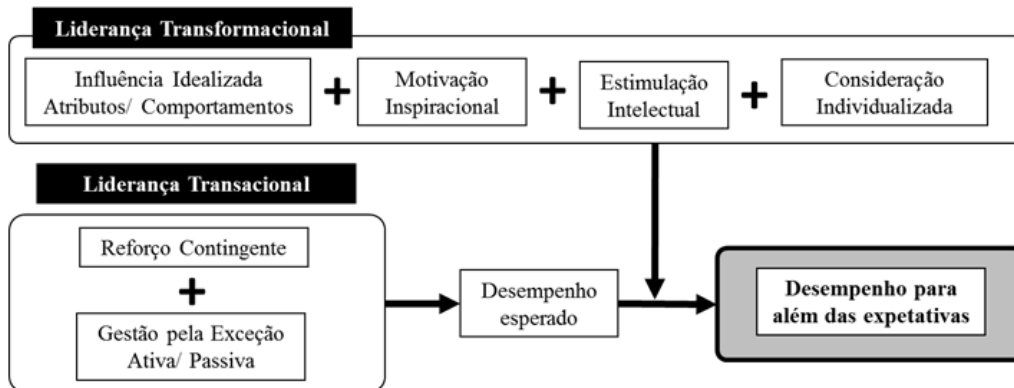 Liderança Transformacional
Influência Idealizada
Atributos/ Comportamentos
+
Motivação
Inspiracional
+
Estimulação
Intelectual
+
Consideração
Individualizada
Liderança Transacional
Reforço Contingente
+
Gestão pela Exceção
Ativa/ Passiva
Desempenho
esperado
Desempenho para
além das expetativas